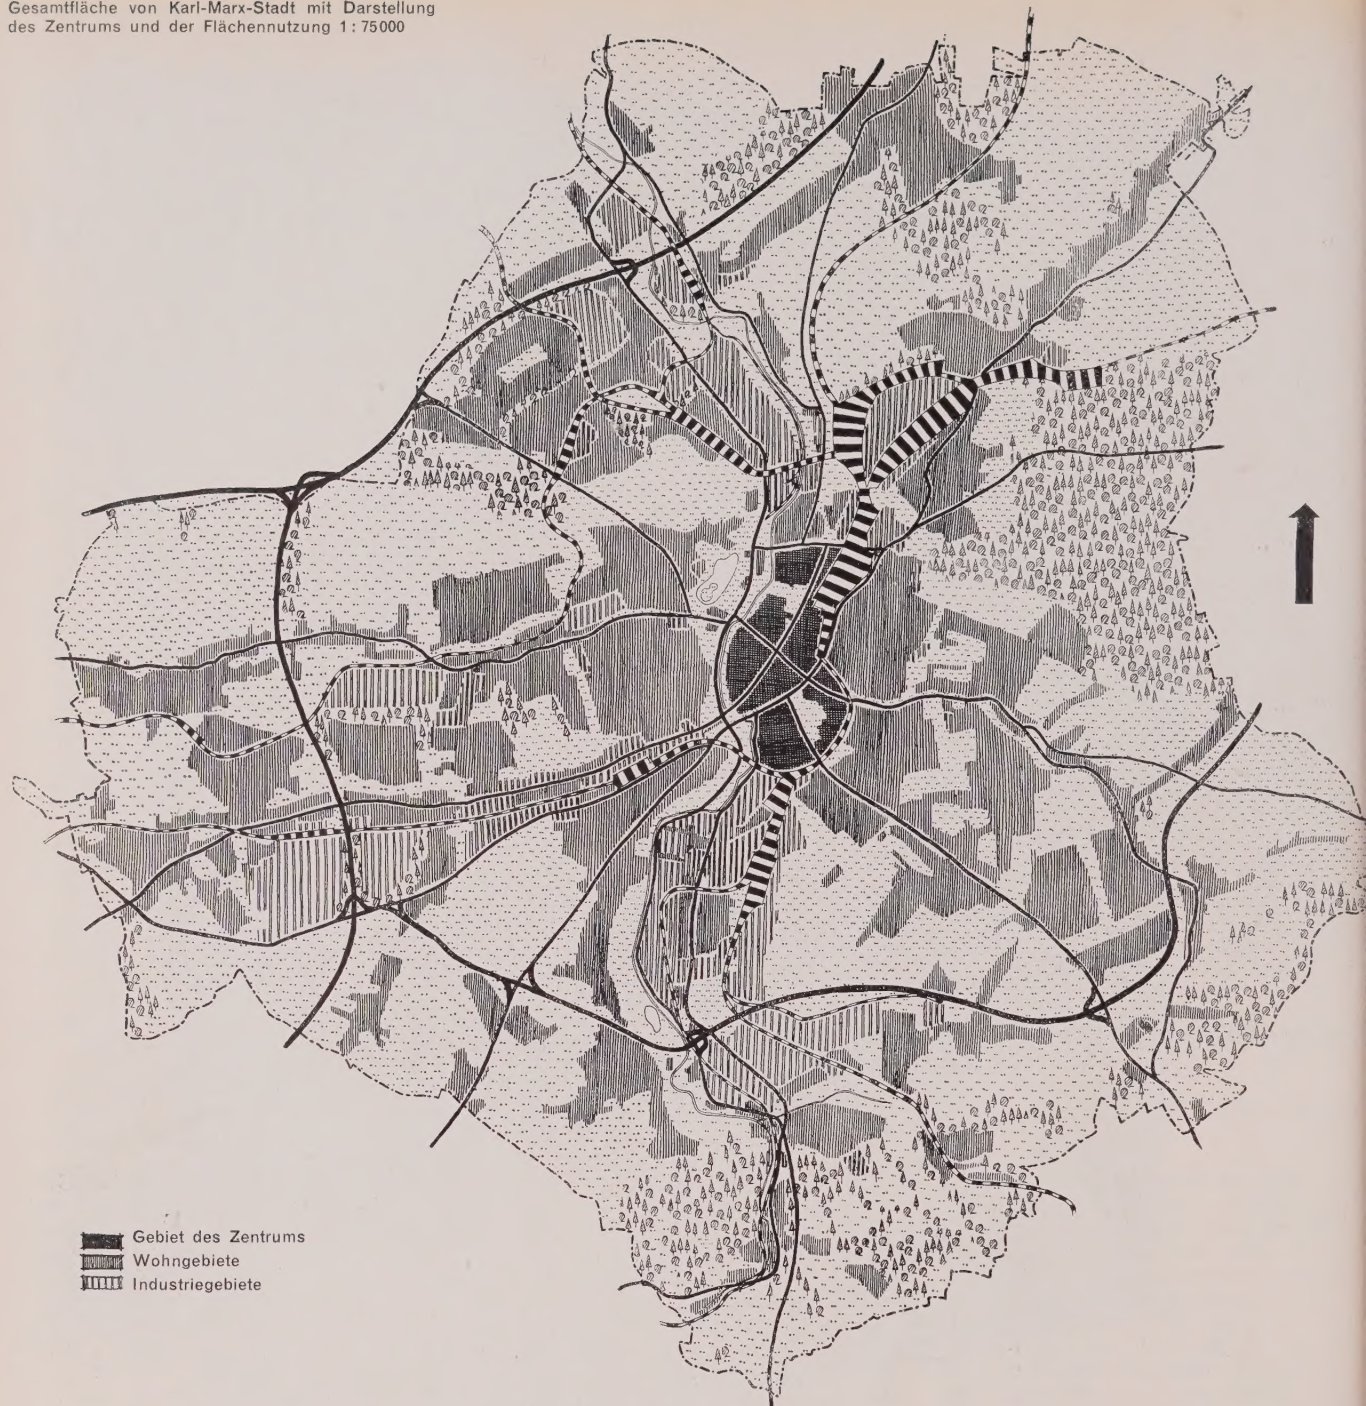 Gesamtfläche von Karl-Marx-Stadt mit Darstellung
des Zentrums und der Flächennutzung 1 : 75000
Gebiet des Zentrums
Wohngebiete
Industriegebiete